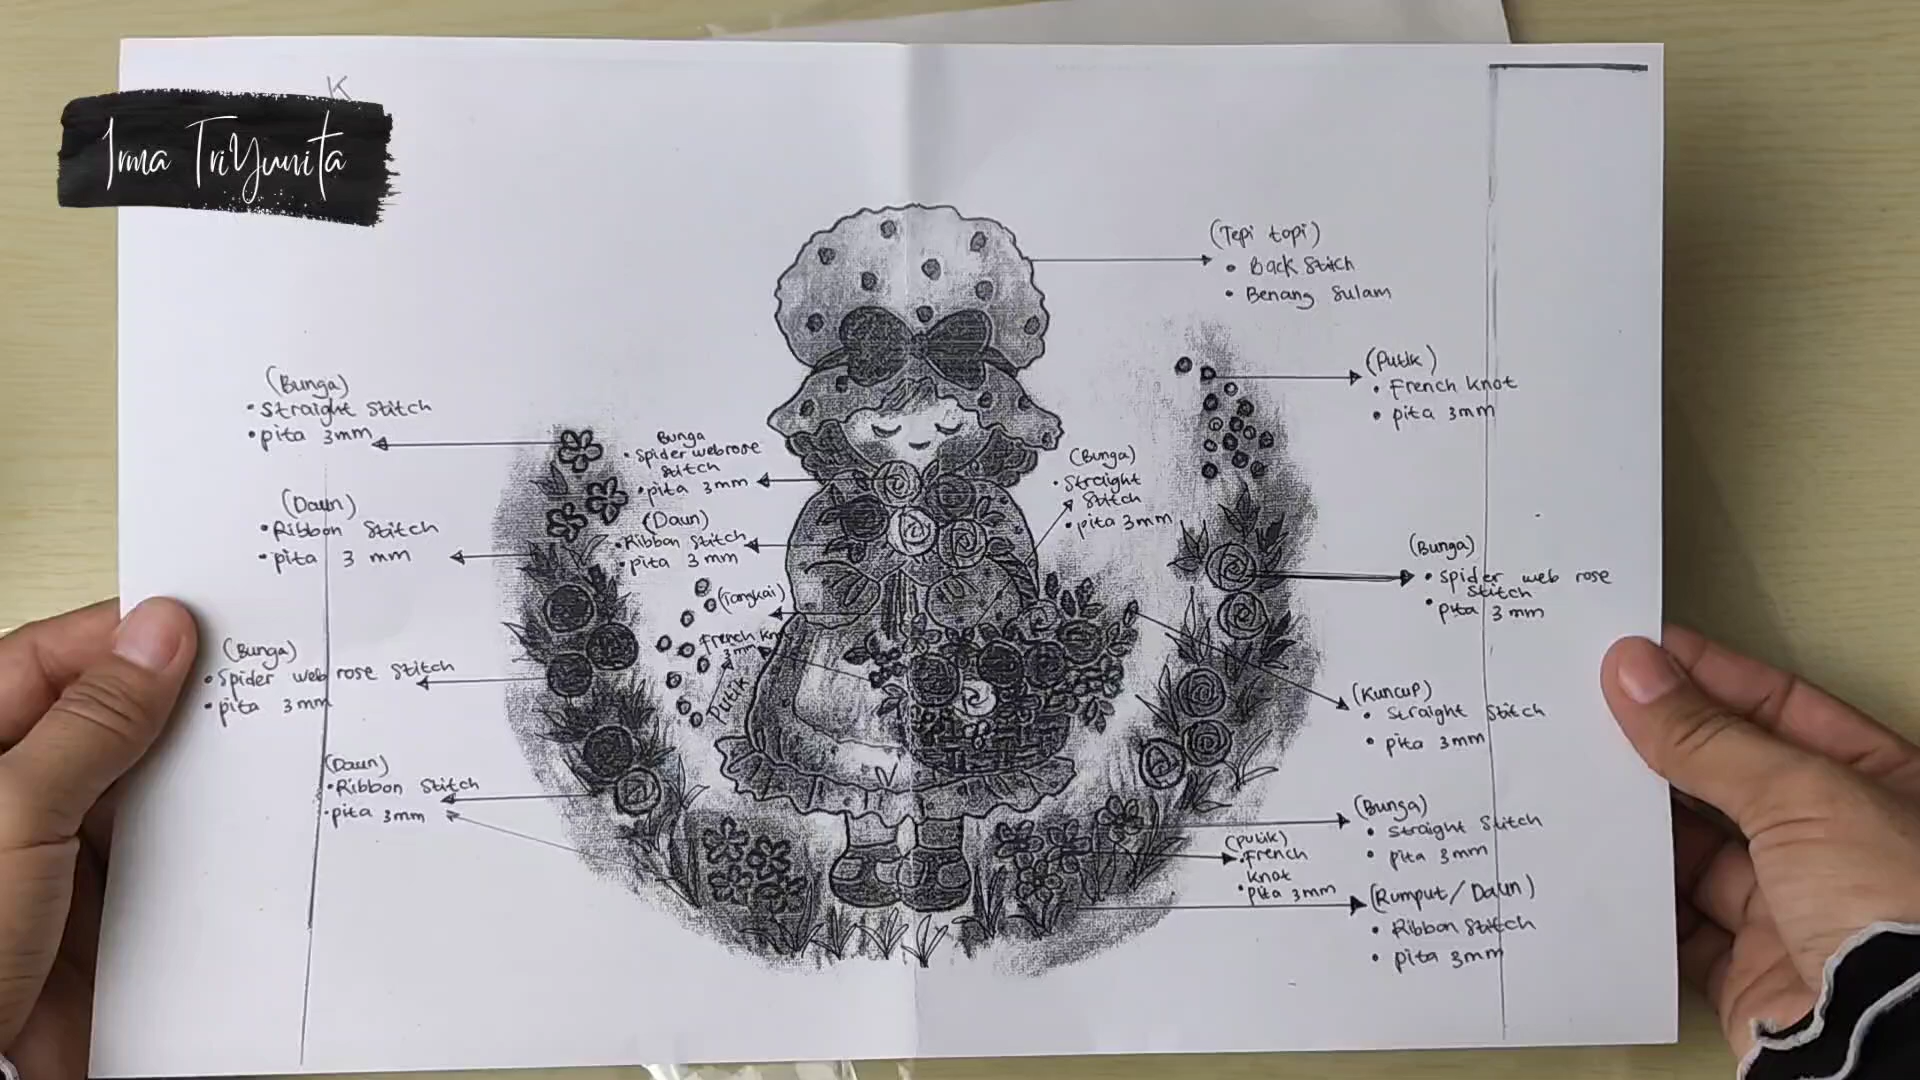 K
Irma TriYunita
(Tepi topi)
• Back Stitch
• Benang Sulam
(Putik)
• French knot
• pita 3mm
(Bunga)
• Straight Stitch
• pita 3mm
Bunga
• Spider webrose
stitch
• pita 3mm
(Bunga)
• Straight
Stitch
• pita 3mm
(Daun)
• Ribbon Stitch
• pita 3 mm
(Daun)
• Ribbon Stitch
• pita 3mm
(Bunga)
• Spider web rose
Stitch
• pita 3mm
(Tangkai)
French Kn
3mm
Putik
(Bunga)
• Spider web rose Stitch
• pita 3mm
(Kuncup)
• Straight Stitch
• pita 3mm
(Daun)
• Ribbon Stitch
• pita 3mm
(Bunga)
• Straight Stitch
• pita 3mm
(Putik)
• French
knot
• pita 3mm
(Rumput/Daun)
• Ribbon Stitch
• pita 3mm